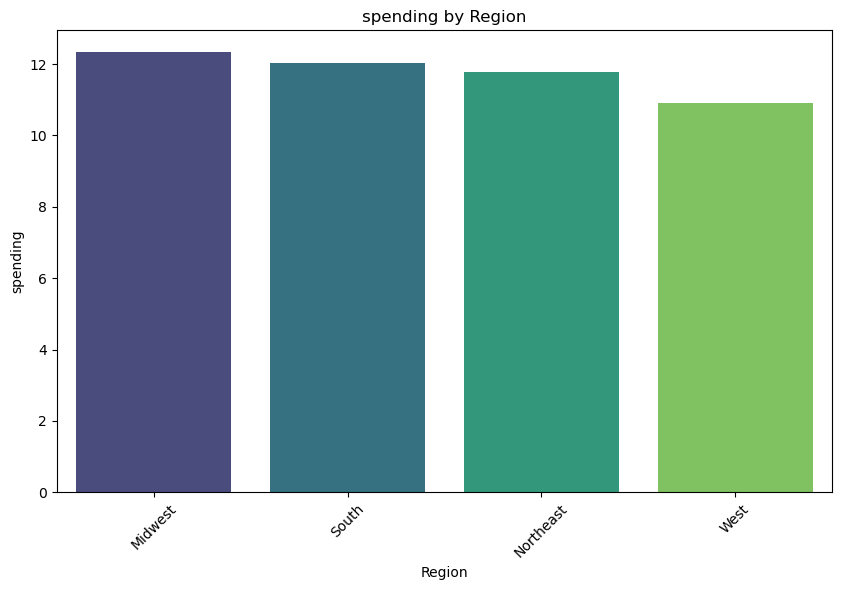 spending by Region
spending
12
10
8
6
4
2
0
Midwest
South
Northeast
West
Region